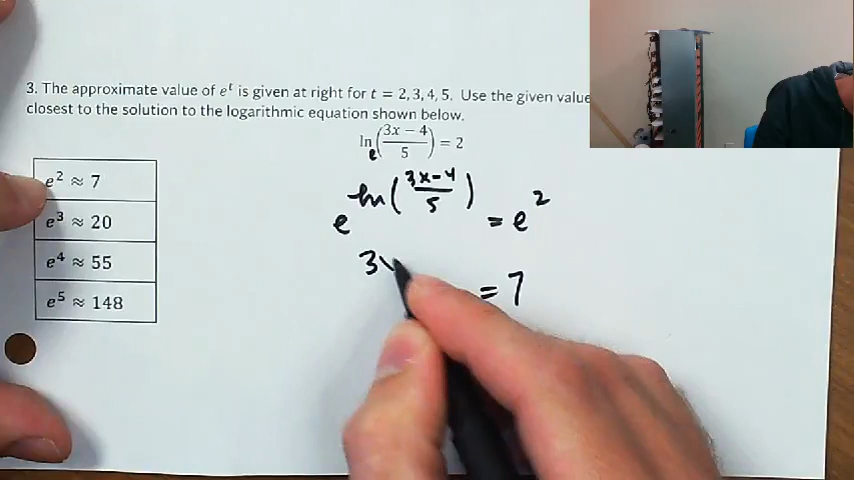 3. The approximate value of e^t is given at right for t = 2, 3, 4, 5. Use the given value
closest to the solution to the logarithmic equation shown below.
ln((3x − 4)/5) = 2
e
e^2 ≈ 7
e^3 ≈ 20
e^4 ≈ 55
e^5 ≈ 148
e^ln((3x-4)/5) = e^2
3x = 7